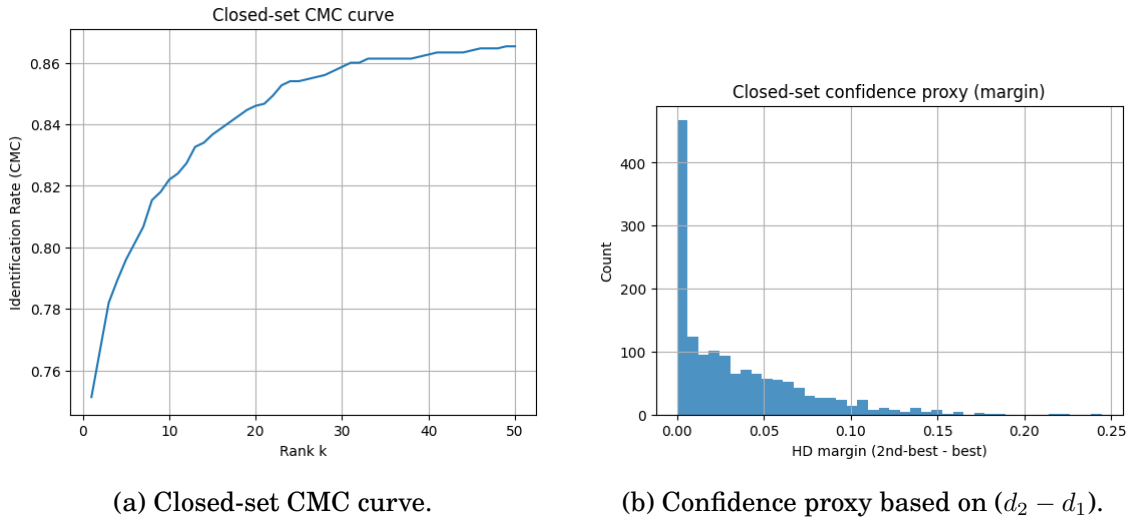 Closed-set CMC curve
Identification Rate (CMC)
0.86
0.84
0.82
0.80
0.78
0.76
0
10
20
30
40
50
Rank k
(a) Closed-set CMC curve.
Closed-set confidence proxy (margin)
Count
400
300
200
100
0
0.00
0.05
0.10
0.15
0.20
0.25
HD margin (2nd-best - best)
(b) Confidence proxy based on (d₂ − d₁).